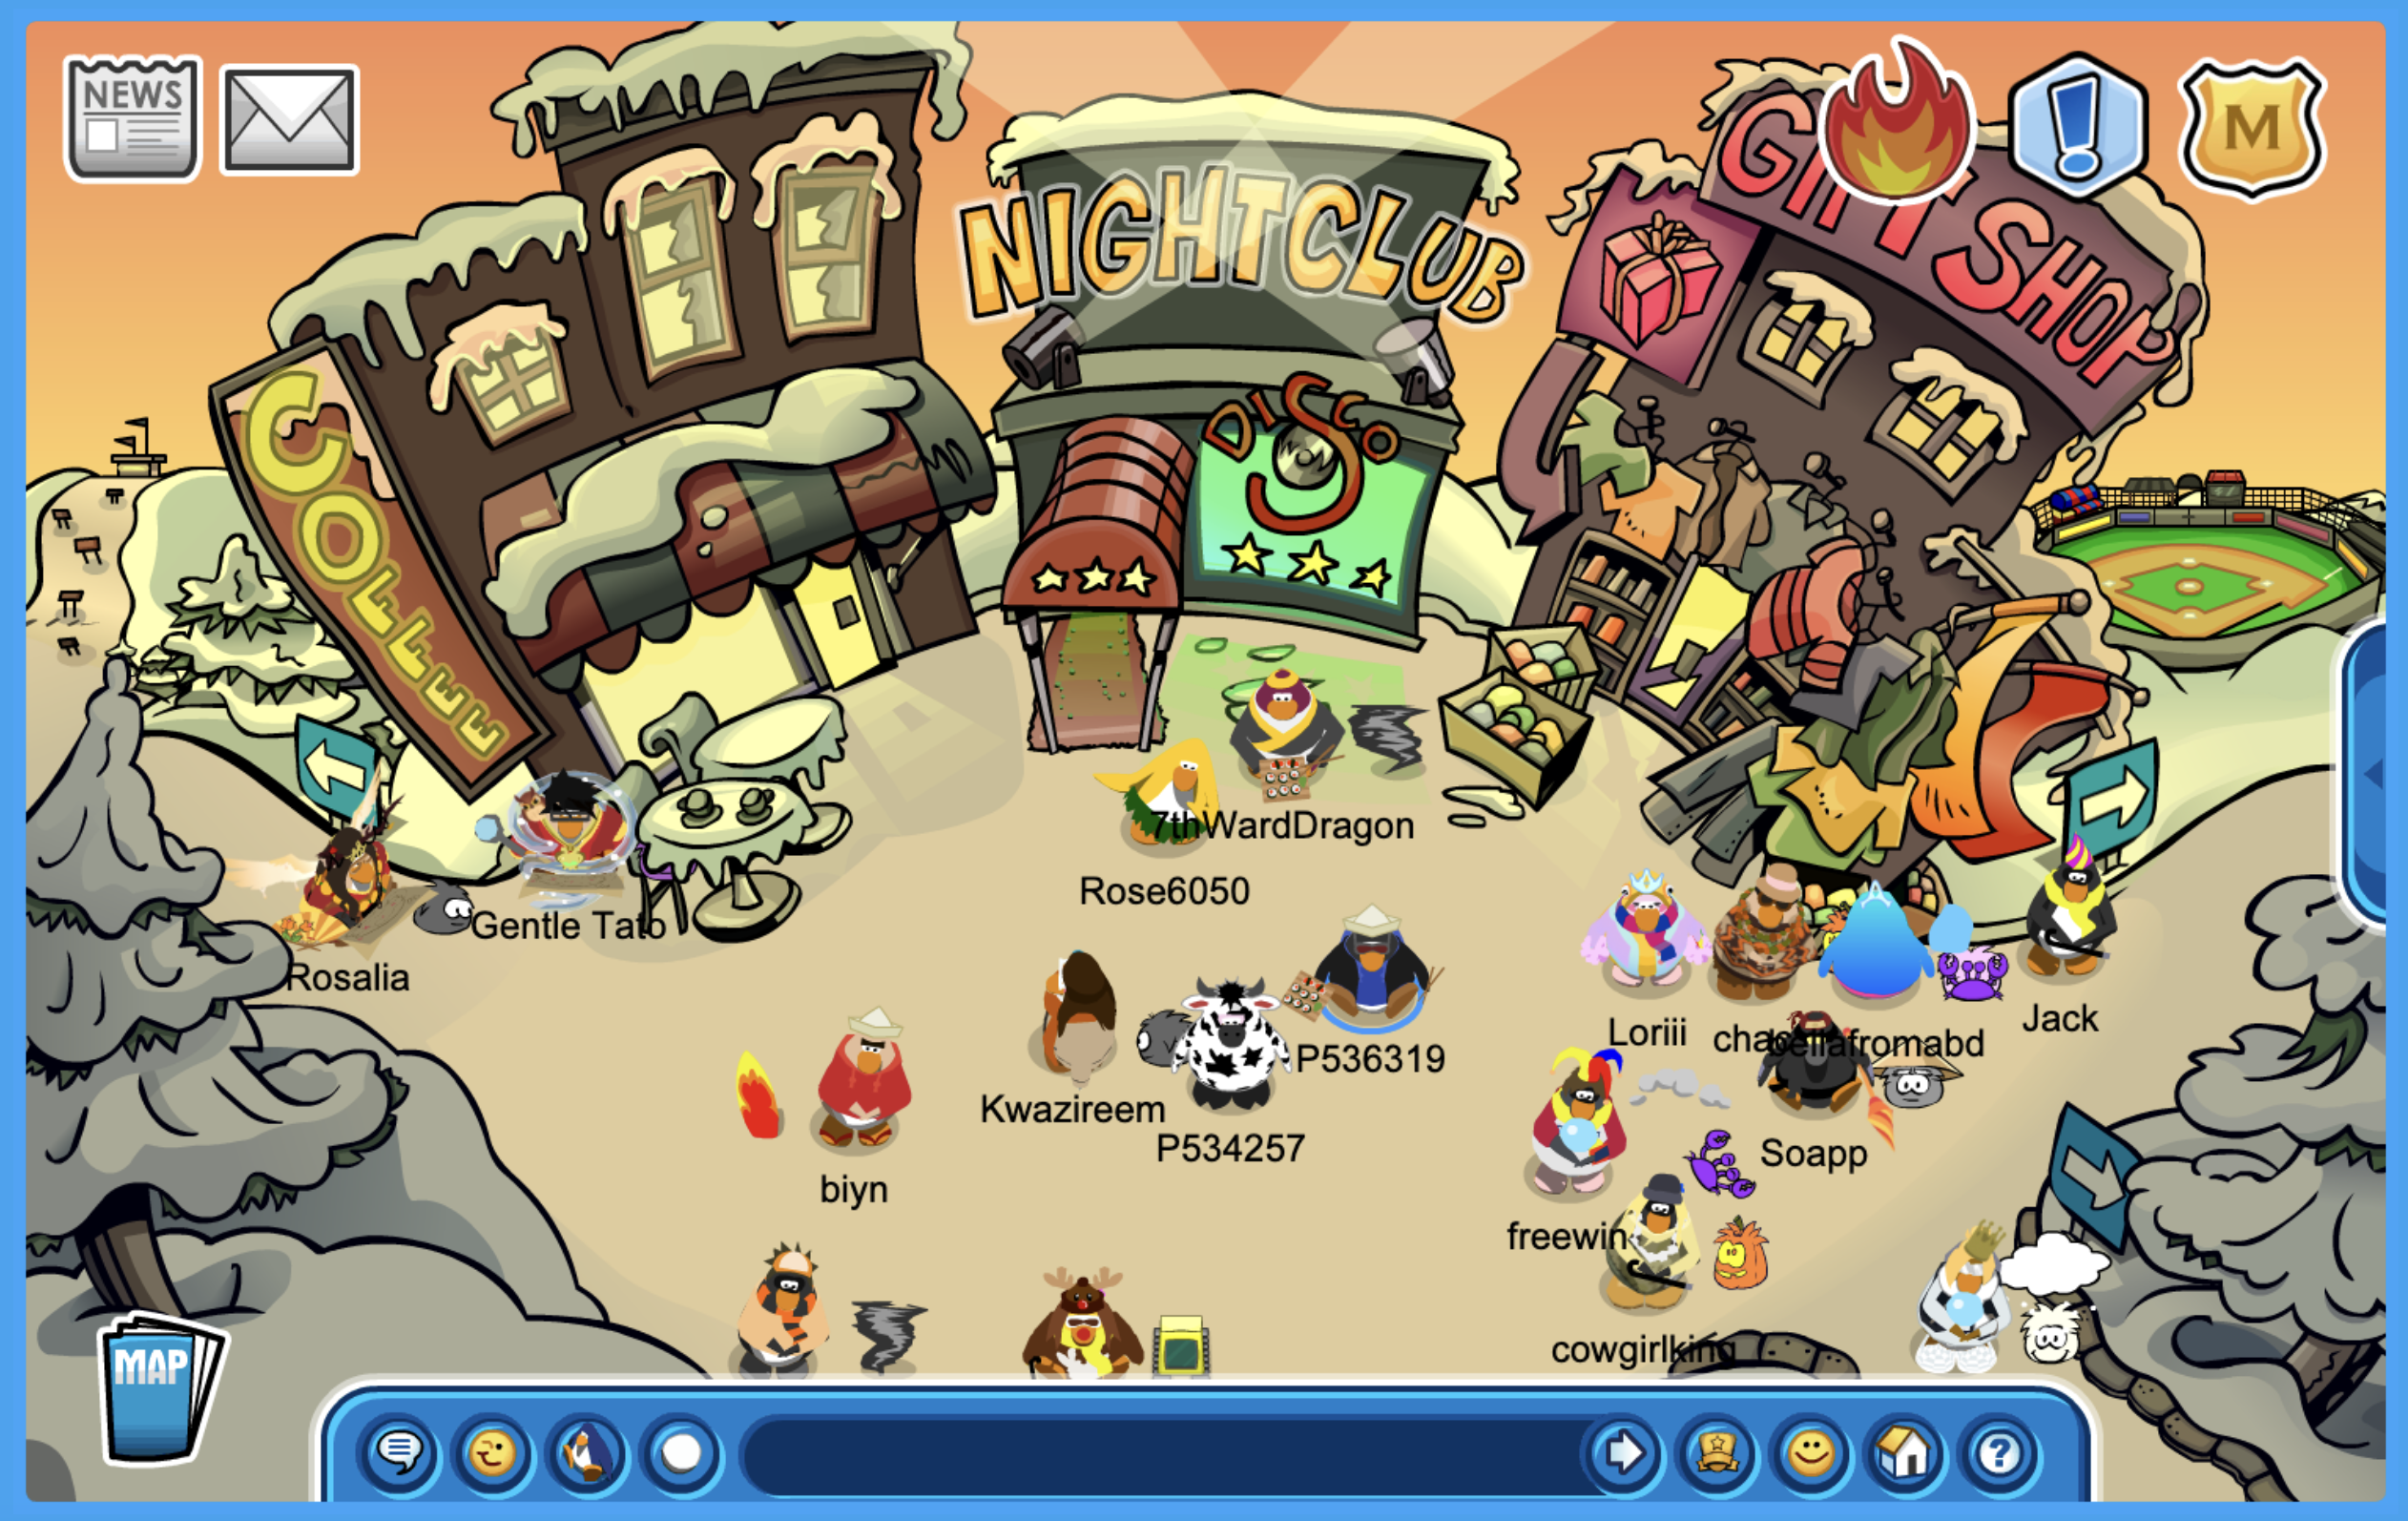 NEWS
M
NIGHTCLUB
GIFT SHOP
COFFEE
DISCO
7thWardDragon
Rose6050
Gentle Tato
Rosalia
Loriii
bellafromabd
Jack
P536319
Kwazireem
P534257
Soapp
biyn
freewin
cowgirlking
MAP
?